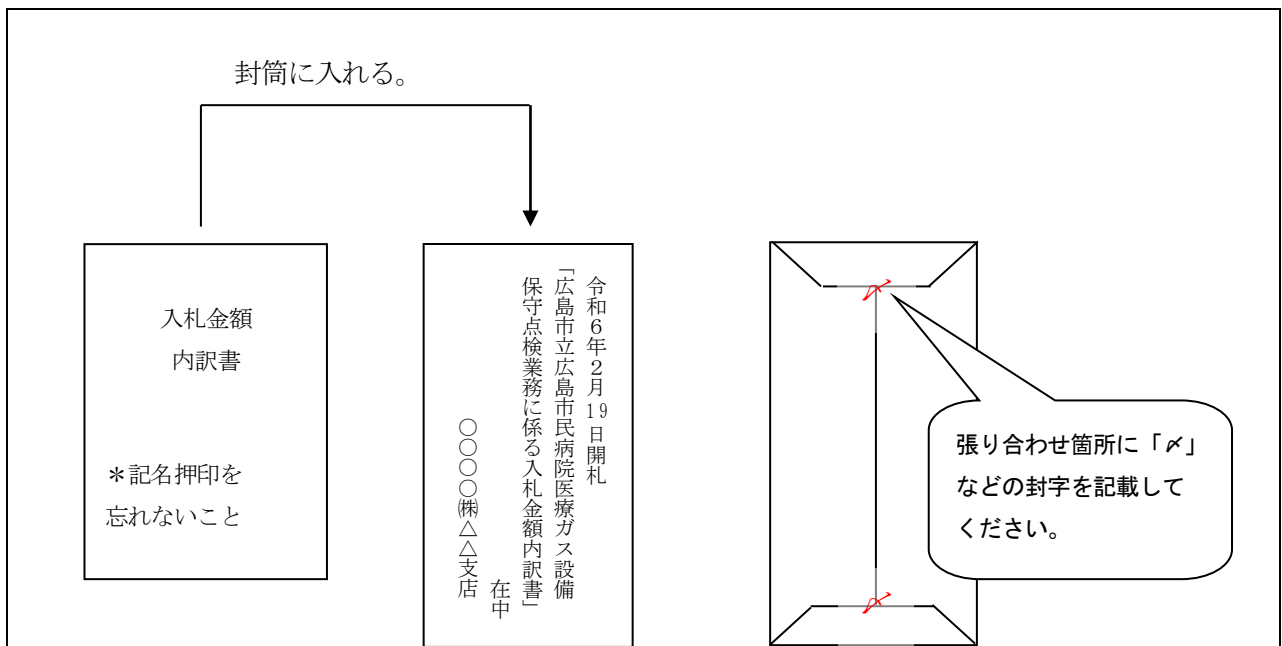 封筒に入れる。
入札金額
内訳書
＊記名押印を
忘れないこと
令和６年２月19日開札
「広島市立広島市民病院医療ガス設備
保守点検業務に係る入札金額内訳書」
在中
○○○○㈱△△支店
〆
張り合わせ箇所に「〆」
などの封字を記載して
ください。
〆